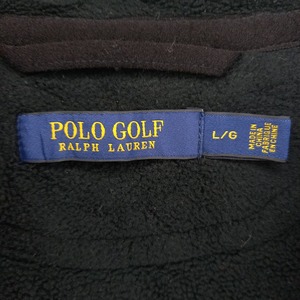 POLO GOLF
RALPH LAUREN
L/G
MADE IN
CHINA
FABRIQUÉ
EN CHINE